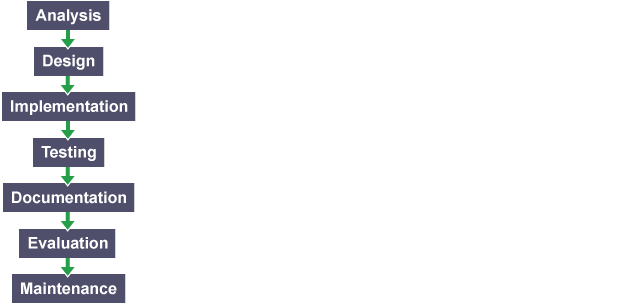 Analysis
Design
Implementation
Testing
Documentation
Evaluation
Maintenance